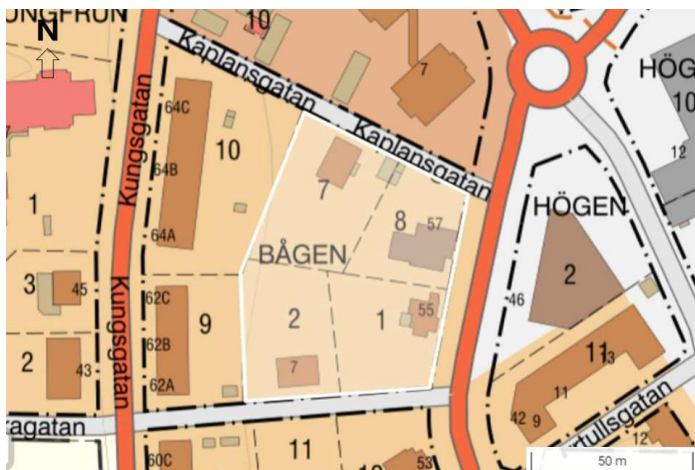 UNGFRUN
N
10
Kaplansgatan
Kaplansgatan
7
HÖG
10
12
Kungsgatan
64C
64B
64A
10
7
8
57
BÅGEN
HÖGEN
1
2
46
3
45
Kungsgatan
62C
62B
62A
9
2
7
1
55
2
43
11
13
11
9
42
rtullsgatan
12
agatan
60C
11
53
50 m